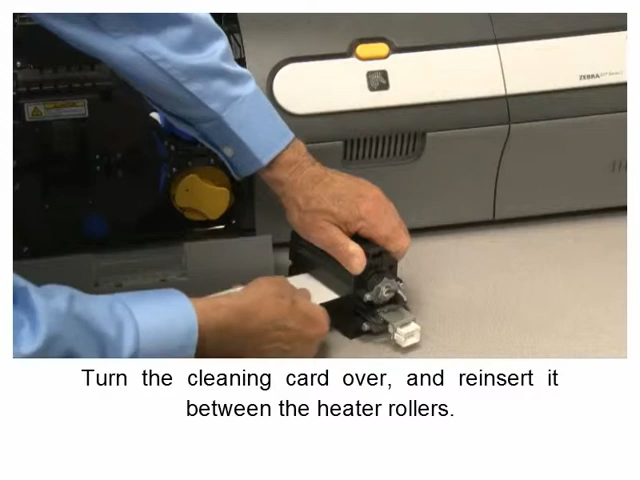 ZEBRA
Turn the cleaning card over, and reinsert it
between the heater rollers.